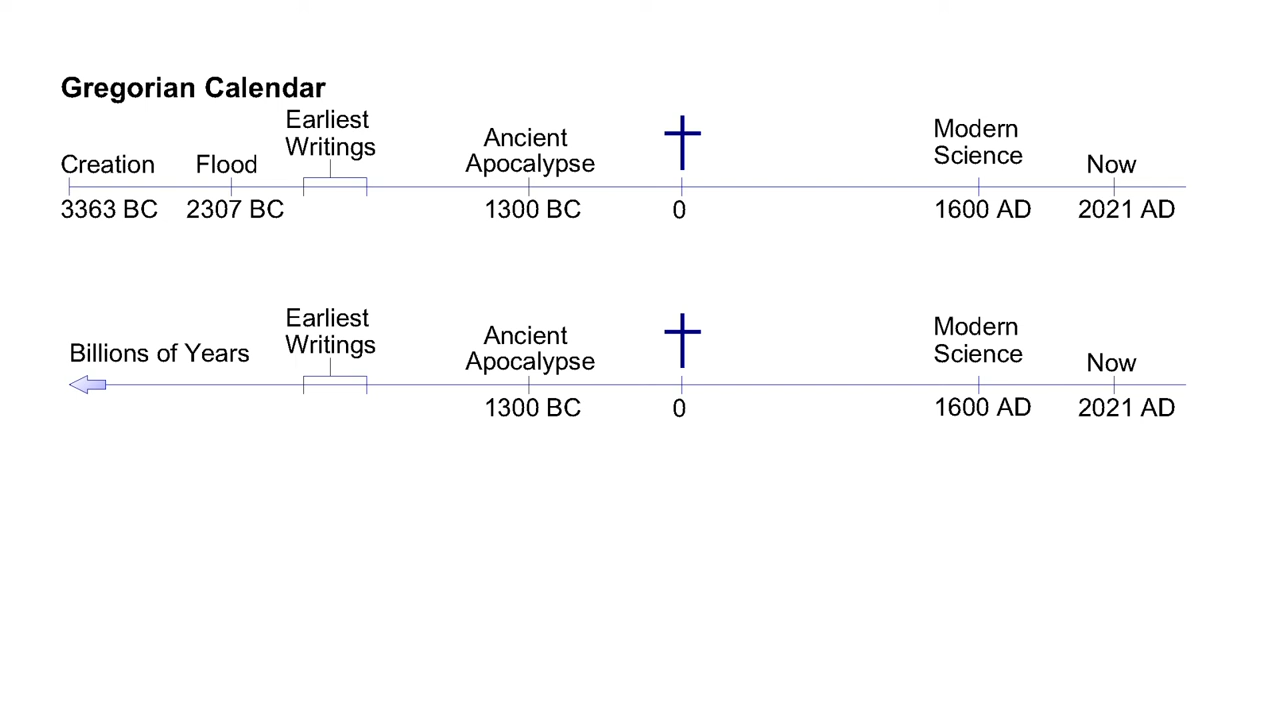 Gregorian Calendar
Earliest
Writings
Ancient
Apocalypse
Modern
Science
Creation
Flood
Now
3363 BC
2307 BC
1300 BC
0
1600 AD
2021 AD
Earliest
Writings
Ancient
Apocalypse
Modern
Science
Billions of Years
Now
1300 BC
0
1600 AD
2021 AD